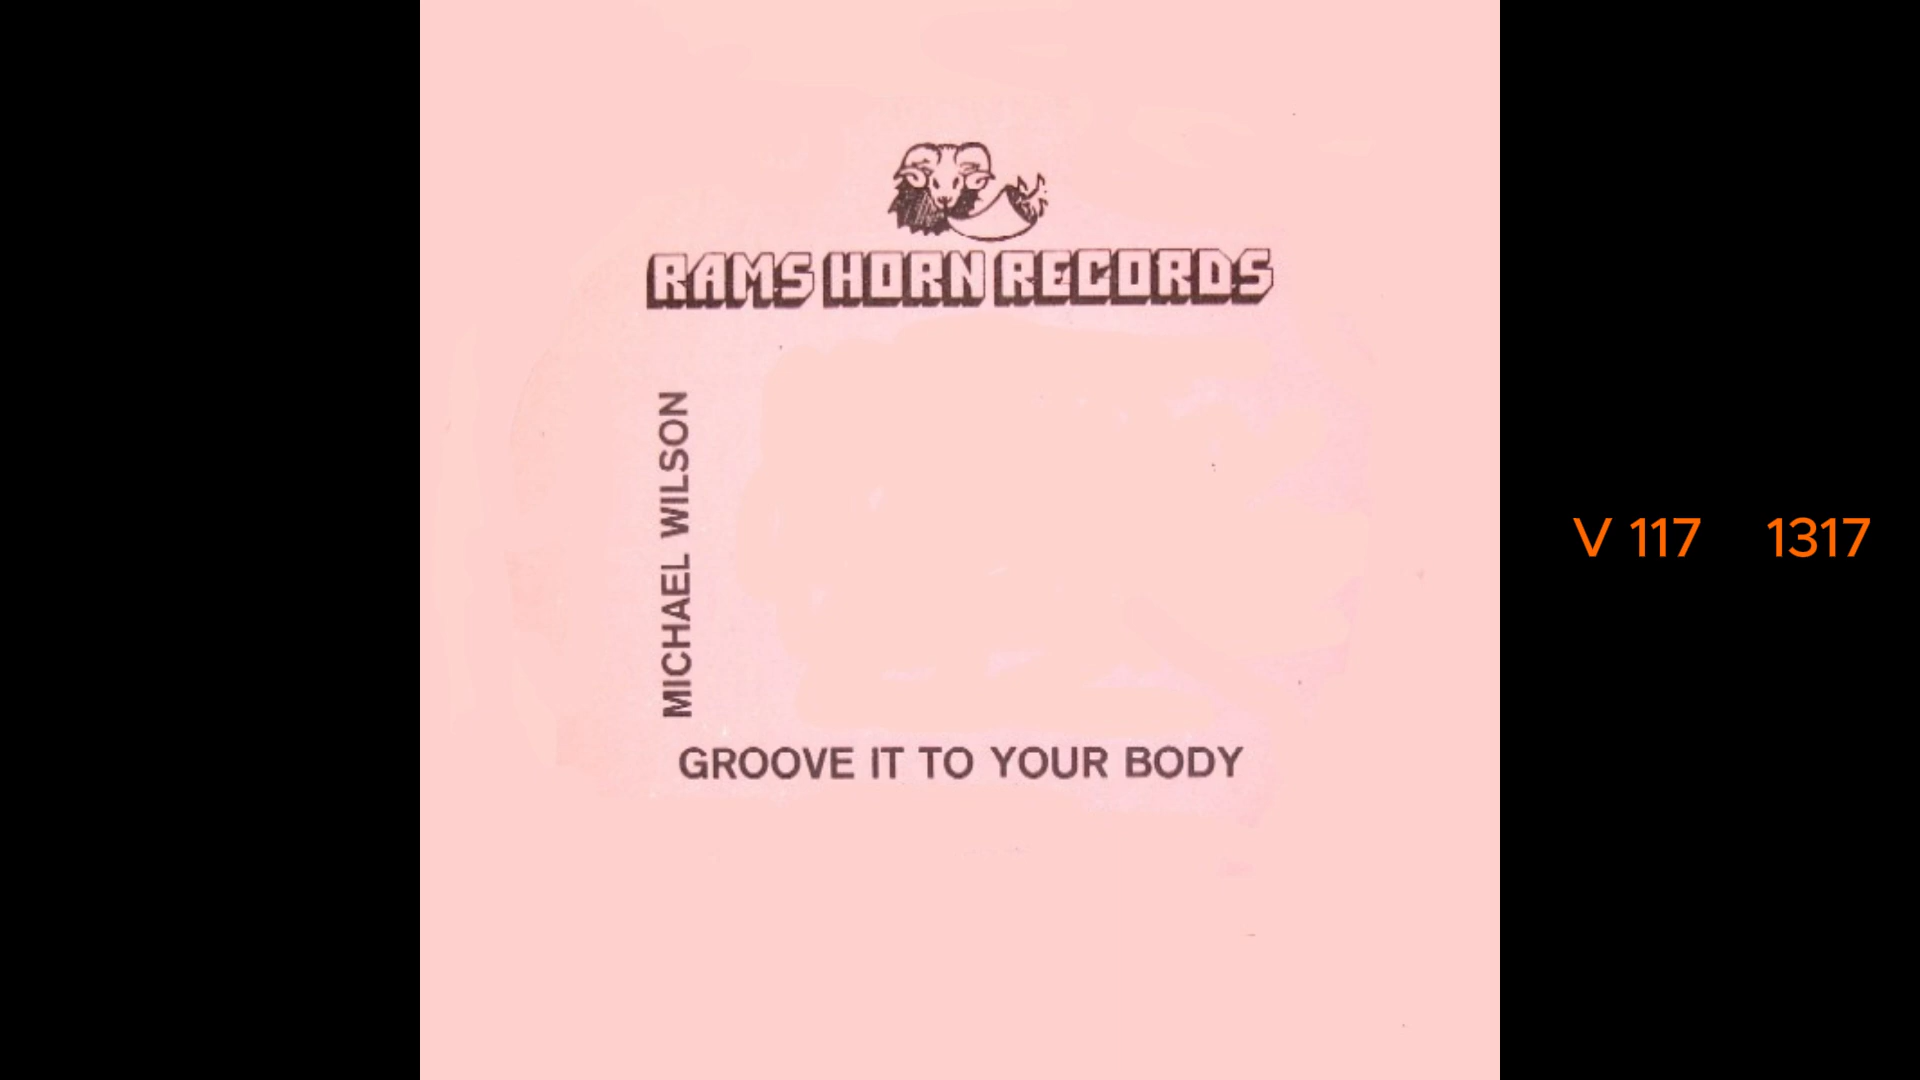 RAMS HORN RECORDS
MICHAEL WILSON
GROOVE IT TO YOUR BODY
V 117 1317